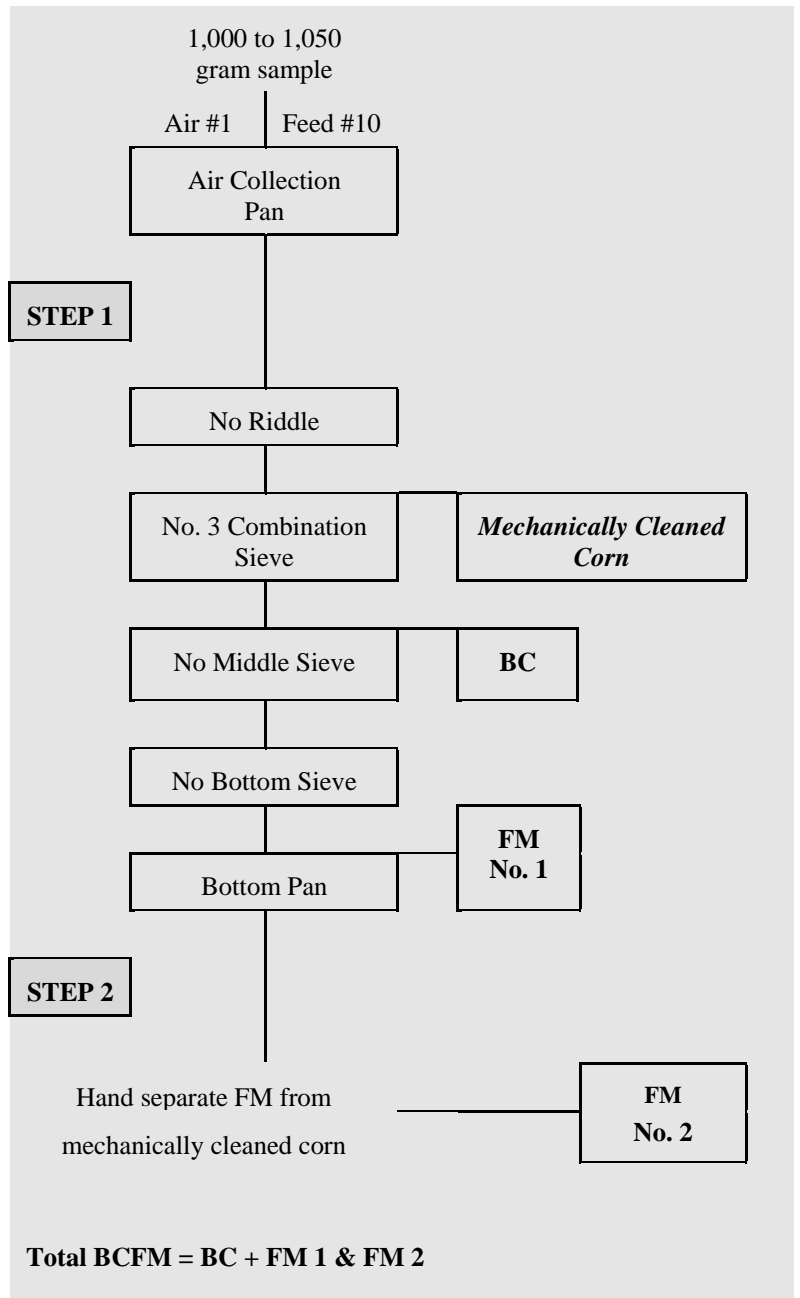 1,000 to 1,050
gram sample
Air #1 Feed #10
Air Collection
Pan
STEP 1
No Riddle
No. 3 Combination
Sieve
Mechanically Cleaned
Corn
No Middle Sieve
BC
No Bottom Sieve
FM
No. 1
Bottom Pan
STEP 2
Hand separate FM from
mechanically cleaned corn
FM
No. 2
Total BCFM = BC + FM 1 & FM 2